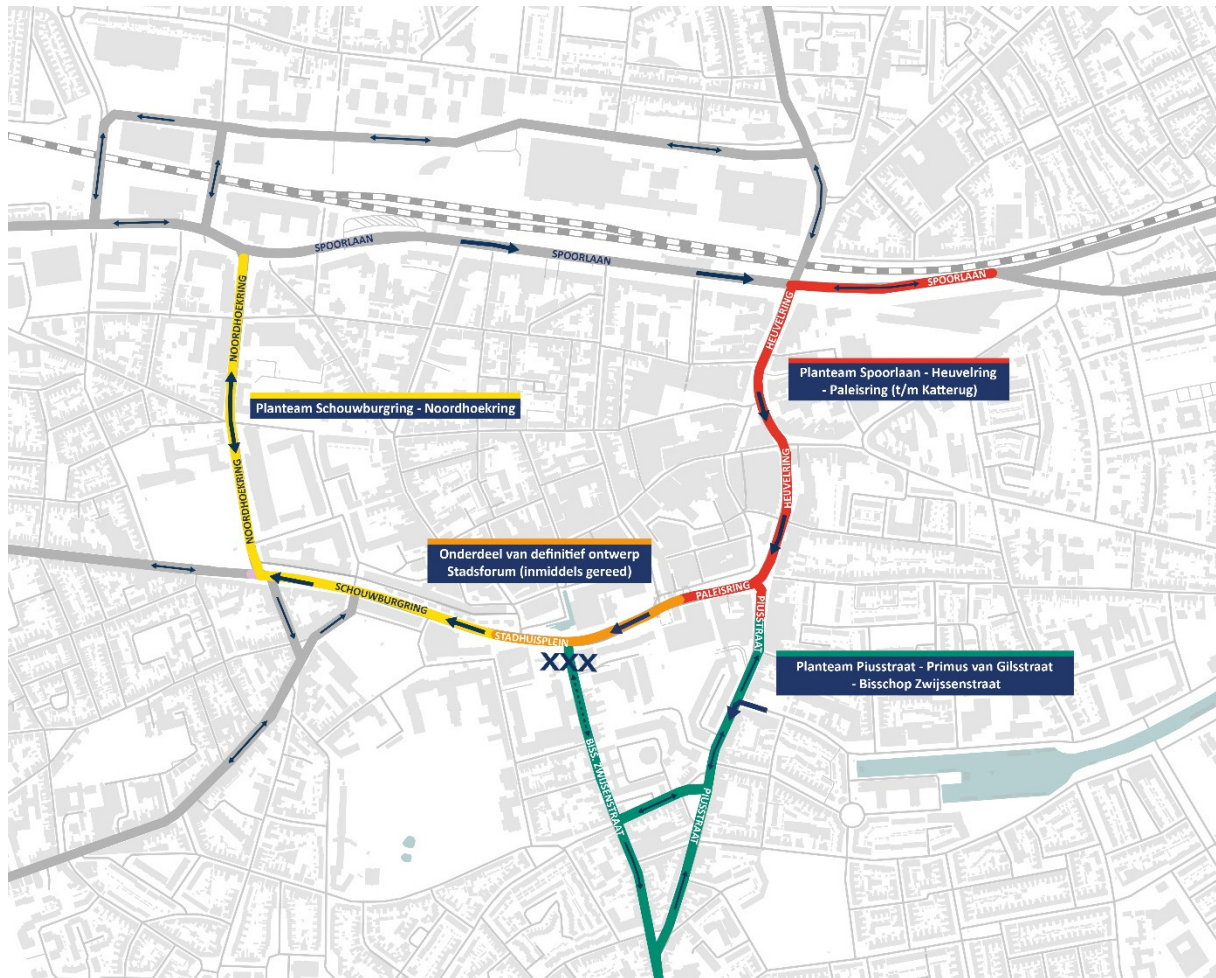 SPOORLAAN
SPOORLAAN
SPOORLAAN
NOORDHOEKRING
HEUVELRING
Planteam Spoorlaan - Heuvelring
- Paleisring (t/m Katterug)
Planteam Schouwburgring - Noordhoekring
NOORDHOEKRING
HEUVELRING
Onderdeel van definitief ontwerp
Stadsforum (inmiddels gereed)
SCHOUWBURGRING
PALEISRING
PIUSSTRAAT
STADHUISPLEIN
XXX
Planteam Piusstraat - Primus van Gilsstraat
- Bisschop Zwijssenstraat
BISS. ZWIJSENSTRAAT
PIUSSTRAAT